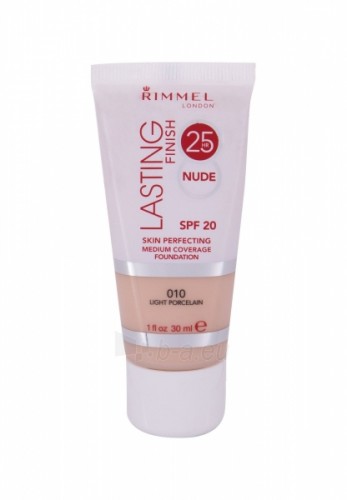 RIMMEL
LONDON
LASTING
FINISH
25
HR
NUDE
SPF 20
SKIN PERFECTING
MEDIUM COVERAGE
FOUNDATION
010
LIGHT PORCELAIN
1 fl oz 30 ml ℮